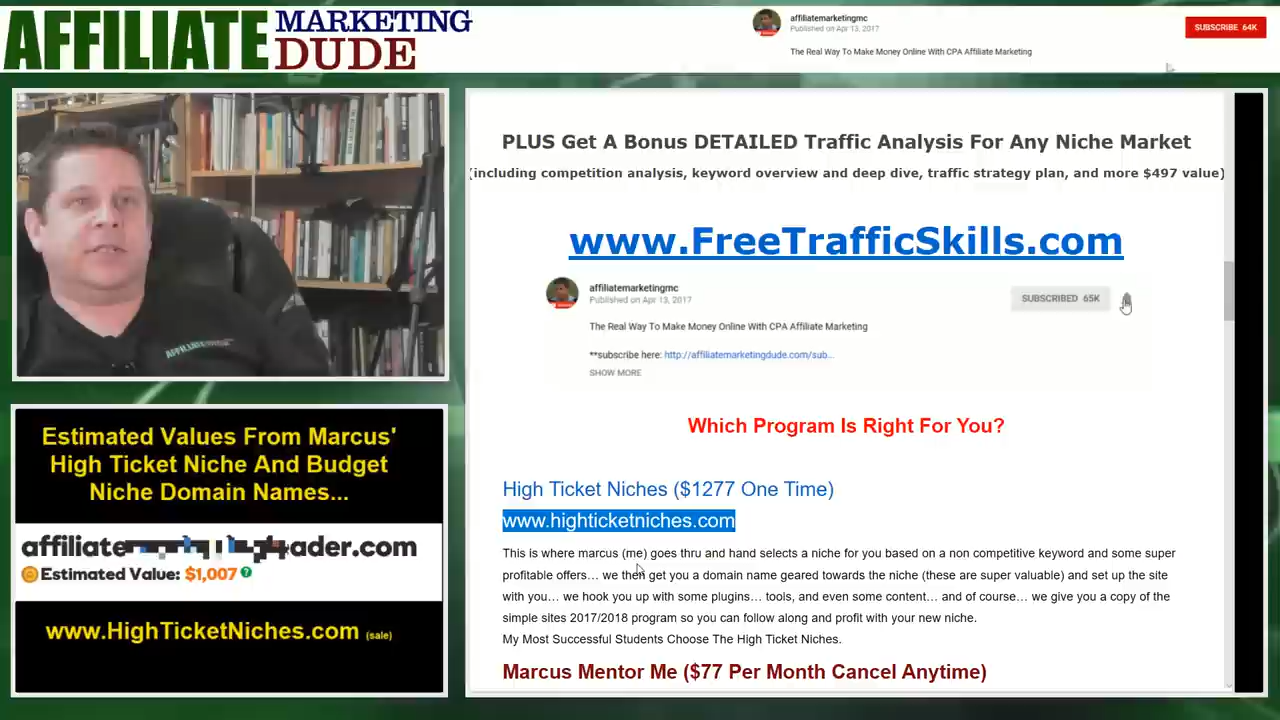 AFFILIATE MARKETING DUDE
affiliatemarketingmc
Published on Apr 13, 2017
SUBSCRIBE 64K
The Real Way To Make Money Online With CPA Affiliate Marketing
PLUS Get A Bonus DETAILED Traffic Analysis For Any Niche Market
(including competition analysis, keyword overview and deep dive, traffic strategy plan, and more $497 value)
www.FreeTrafficSkills.com
affiliatemarketingmc
Published on Apr 13, 2017
SUBSCRIBED 65K
The Real Way To Make Money Online With CPA Affiliate Marketing
**subscribe here: http://affiliatemarketingdude.com/sub...
SHOW MORE
Which Program Is Right For You?
High Ticket Niches ($1277 One Time)
www.highticketniches.com
This is where marcus (me) goes thru and hand selects a niche for you based on a non competitive keyword and some super
profitable offers... we then get you a domain name geared towards the niche (these are super valuable) and set up the site
with you... we hook you up with some plugins... tools, and even some content... and of course... we give you a copy of the
simple sites 2017/2018 program so you can follow along and profit with your new niche.
My Most Successful Students Choose The High Ticket Niches.
Marcus Mentor Me ($77 Per Month Cancel Anytime)
AFFILIATE
Estimated Values From Marcus'
High Ticket Niche And Budget
Niche Domain Names...
affiliate ader.com
Estimated Value: $1,007 ?
www.HighTicketNiches.com (sale)